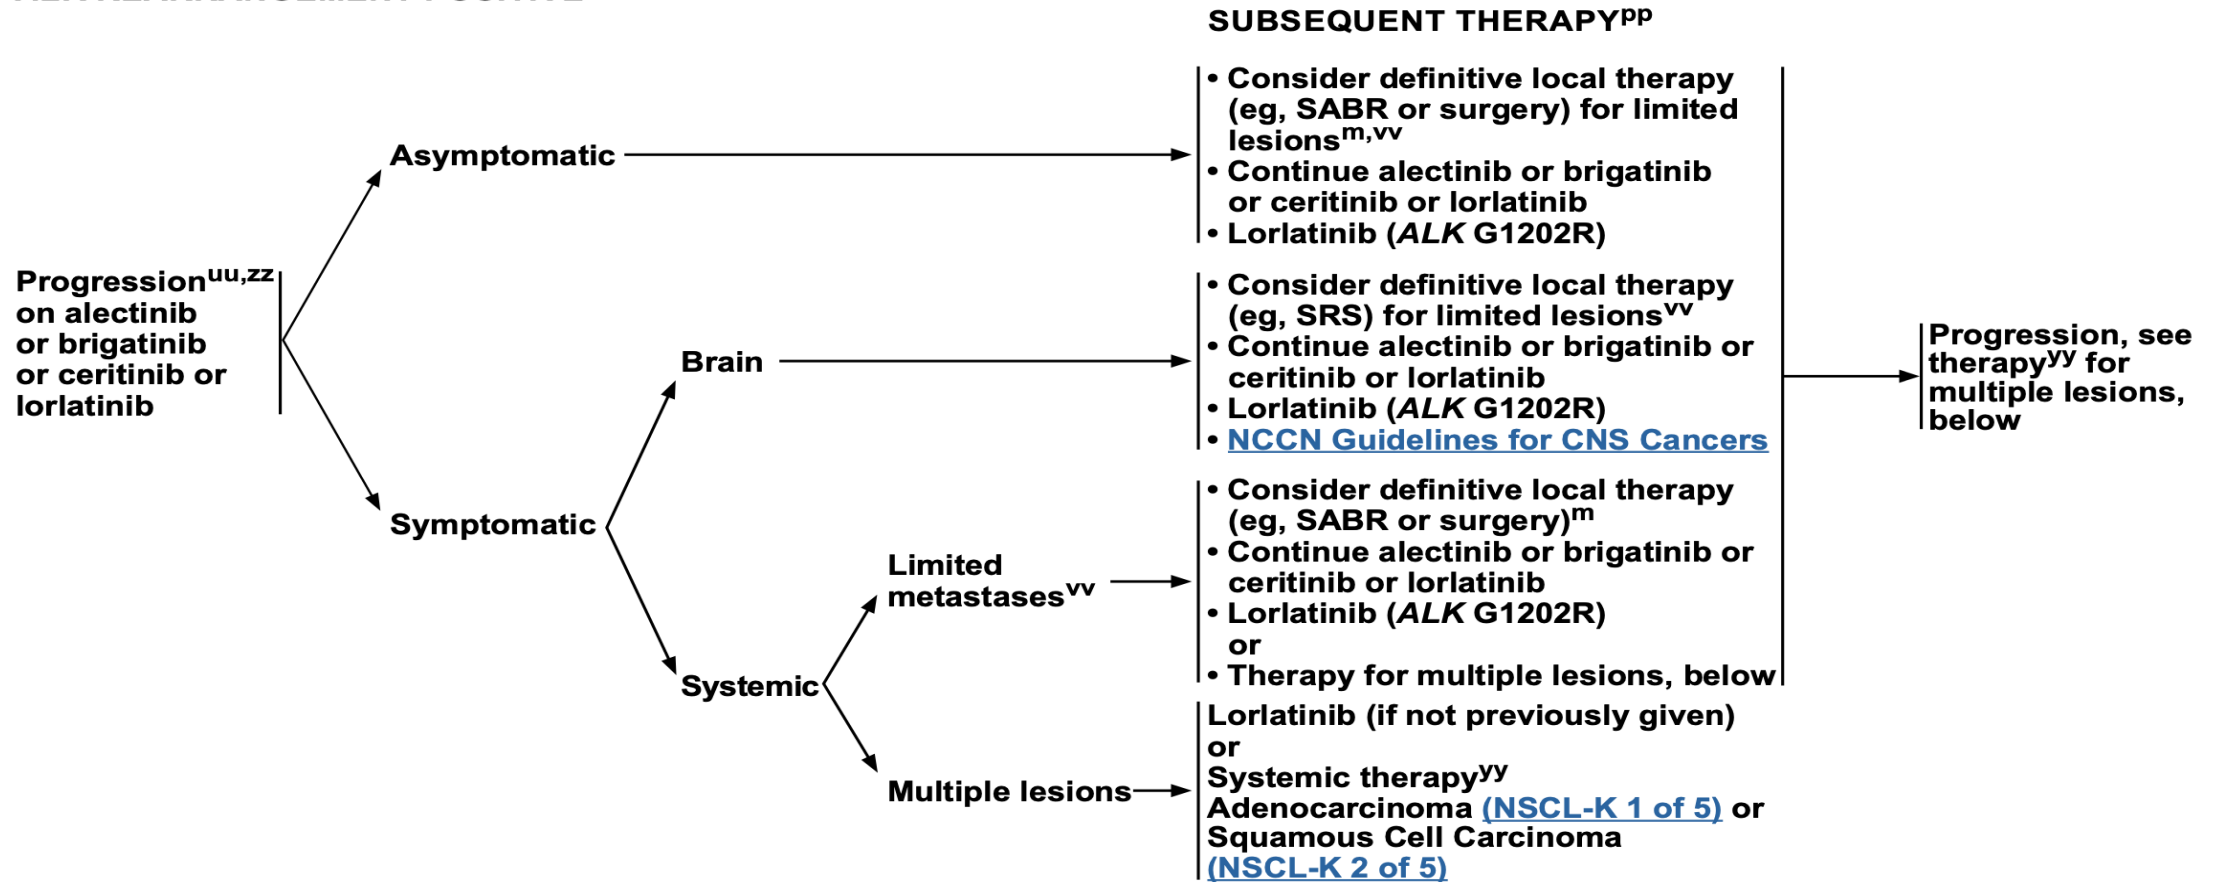 SUBSEQUENT THERAPYpp
Progressionuu,zz
on alectinib
or brigatinib
or ceritinib or
lorlatinib
Asymptomatic
• Consider definitive local therapy
(eg, SABR or surgery) for limited
lesionsm,vv
• Continue alectinib or brigatinib
or ceritinib or lorlatinib
• Lorlatinib (ALK G1202R)
Symptomatic
Brain
• Consider definitive local therapy
(eg, SRS) for limited lesionsvv
• Continue alectinib or brigatinib or
ceritinib or lorlatinib
• Lorlatinib (ALK G1202R)
• NCCN Guidelines for CNS Cancers
Systemic
Limited
metastasesvv
• Consider definitive local therapy
(eg, SABR or surgery)m
• Continue alectinib or brigatinib or
ceritinib or lorlatinib
• Lorlatinib (ALK G1202R)
or
• Therapy for multiple lesions, below
Progression, see
therapyyy for
multiple lesions,
below
Multiple lesions
Lorlatinib (if not previously given)
or
Systemic therapyyy
Adenocarcinoma (NSCL-K 1 of 5) or
Squamous Cell Carcinoma
(NSCL-K 2 of 5)